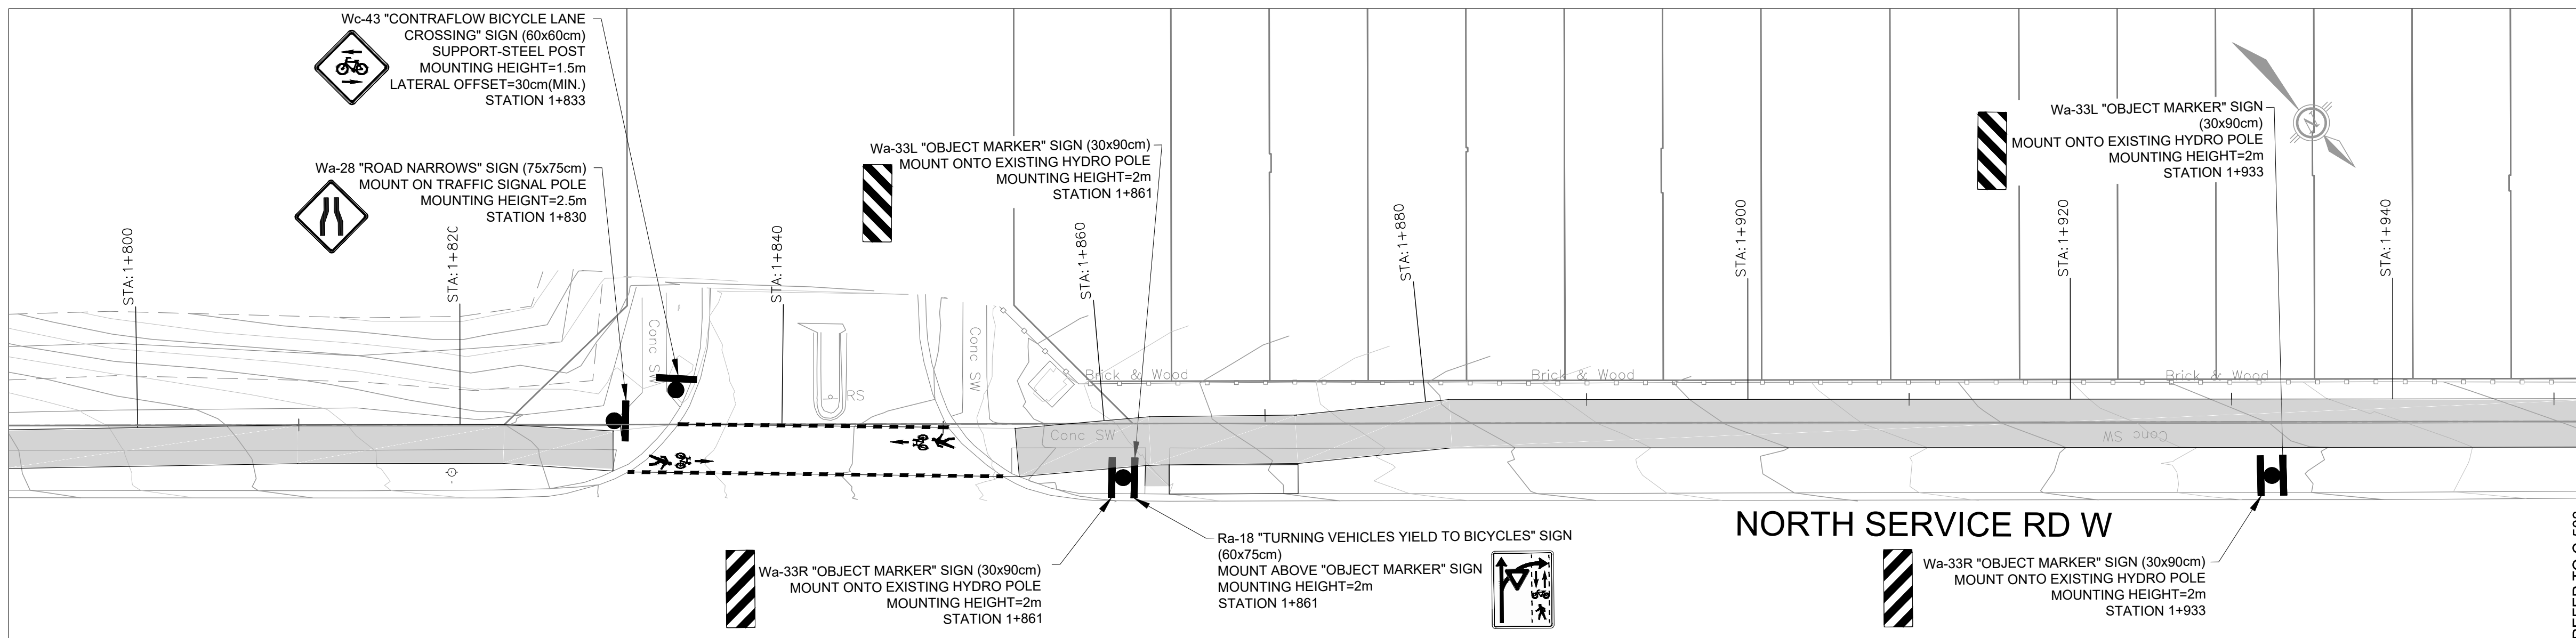 Wc-43 "CONTRAFLOW BICYCLE LANE
CROSSING" SIGN (60x60cm)
SUPPORT-STEEL POST
MOUNTING HEIGHT=1.5m
LATERAL OFFSET=30cm(MIN.)
STATION 1+833
Wa-28 "ROAD NARROWS" SIGN (75x75cm)
MOUNT ON TRAFFIC SIGNAL POLE
MOUNTING HEIGNT=2.5m
STATION 1+830
Wa-33L "OBJECT MARKER" SIGN (30x90cm)
MOUNT ONTO EXISTING HYDRO POLE
MOUNTING HEIGHT=2m
STATION 1+861
Wa-33L "OBJECT MARKER" SIGN
(30x90cm)
MOUNT ONTO EXISTING HYDRO POLE
MOUNTING HEIGHT=2m
STATION 1+933
N
STA:1+800
STA:1+820
STA:1+840
STA:1+860
STA:1+880
STA:1+900
STA:1+920
STA:1+940
Conc SW
Conc SW
RS
Brick & Wood
Brick & Wood
Brick & Wood
Conc SW
Conc SW
NORTH SERVICE RD W
Wa-33R "OBJECT MARKER" SIGN (30x90cm)
MOUNT ONTO EXISTING HYDRO POLE
MOUNTING HEIGHT=2m
STATION 1+861
Ra-18 "TURNING VEHICLES YIELD TO BICYCLES" SIGN
(60x75cm)
MOUNT ABOVE "OBJECT MARKER" SIGN
MOUNTING HEIGHT=2m
STATION 1+861
Wa-33R "OBJECT MARKER" SIGN (30x90cm)
MOUNT ONTO EXISTING HYDRO POLE
MOUNTING HEIGHT=2m
STATION 1+933